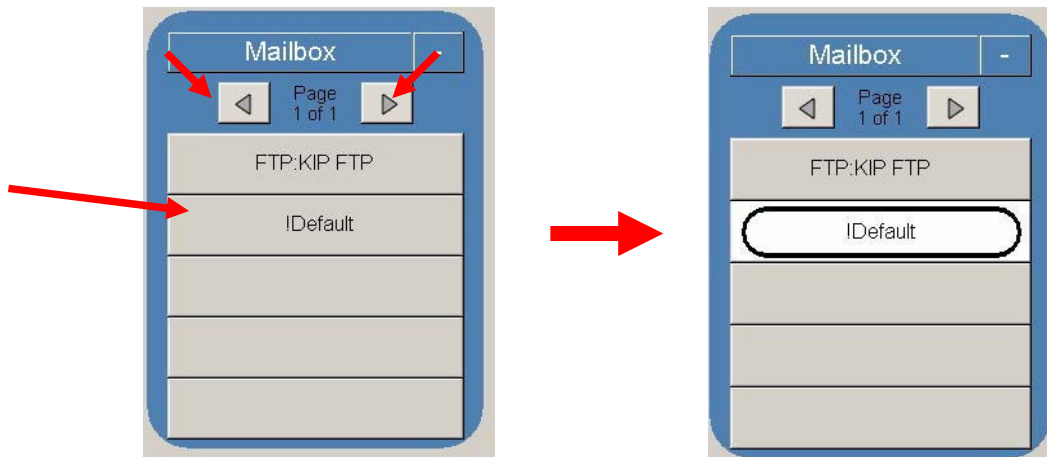 Mailbox -
Page
1 of 1
FTP:KIP FTP
!Default
Mailbox -
Page
1 of 1
FTP:KIP FTP
!Default